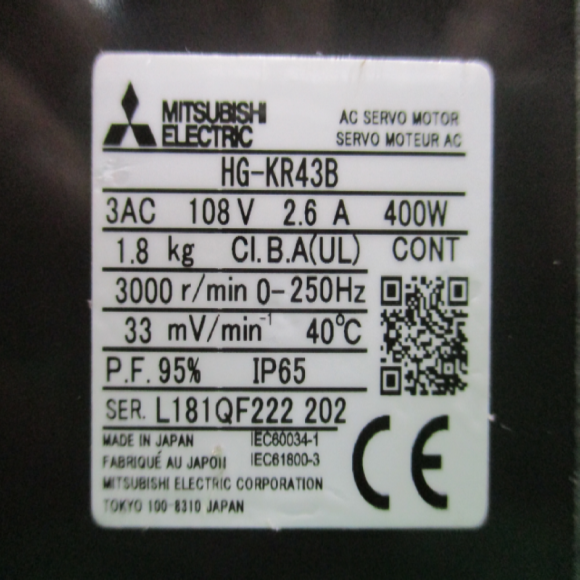 MITSUBISHI
ELECTRIC
AC SERVO MOTOR
SERVO MOTEUR AC
HG-KR43B
3AC 108 V 2.6 A 400W
1.8 kg Cl.B.A(UL) CONT
3000 r/min 0-250Hz
33 mV/min⁻¹ 40°C
P.F. 95% IP65
SER. L181QF222 202
MADE IN JAPAN IEC60034-1
FABRIQUÉ AU JAPON IEC61800-3
MITSUBISHI ELECTRIC CORPORATION
TOKYO 100-8310 JAPAN
CE